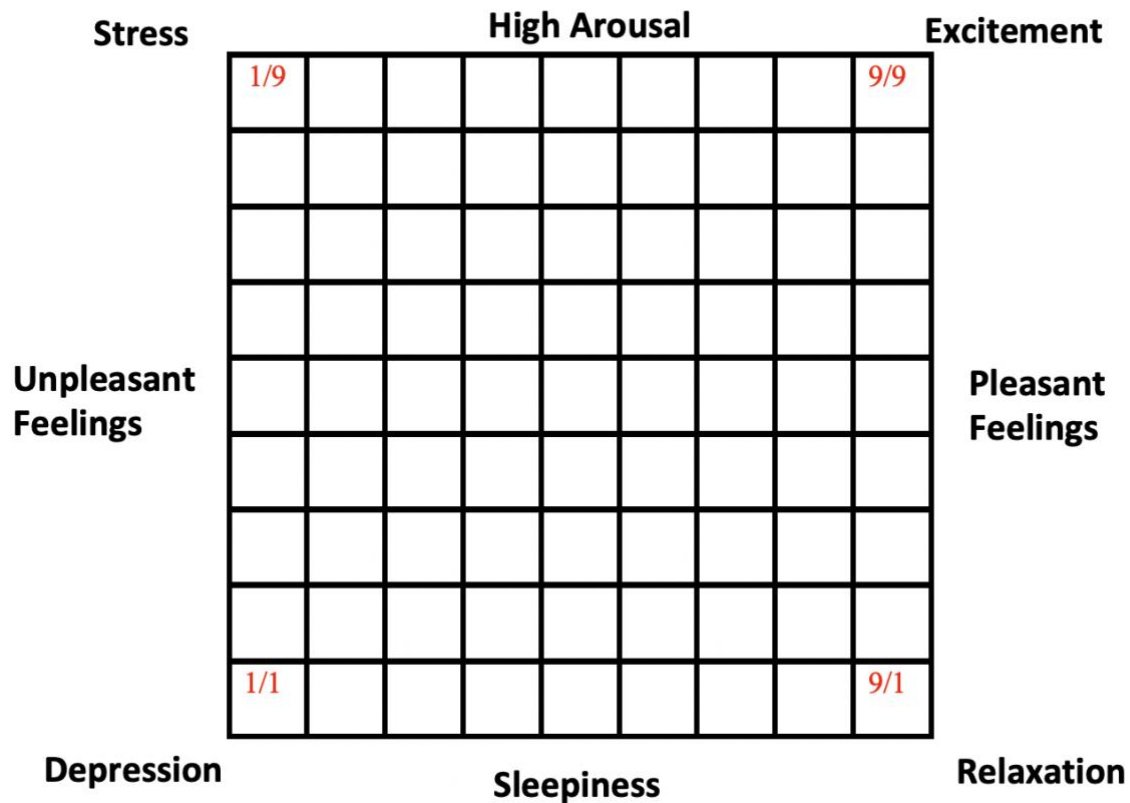 Stress
High Arousal
Excitement
1/9
9/9
Unpleasant
Feelings
Pleasant
Feelings
1/1
9/1
Depression
Sleepiness
Relaxation